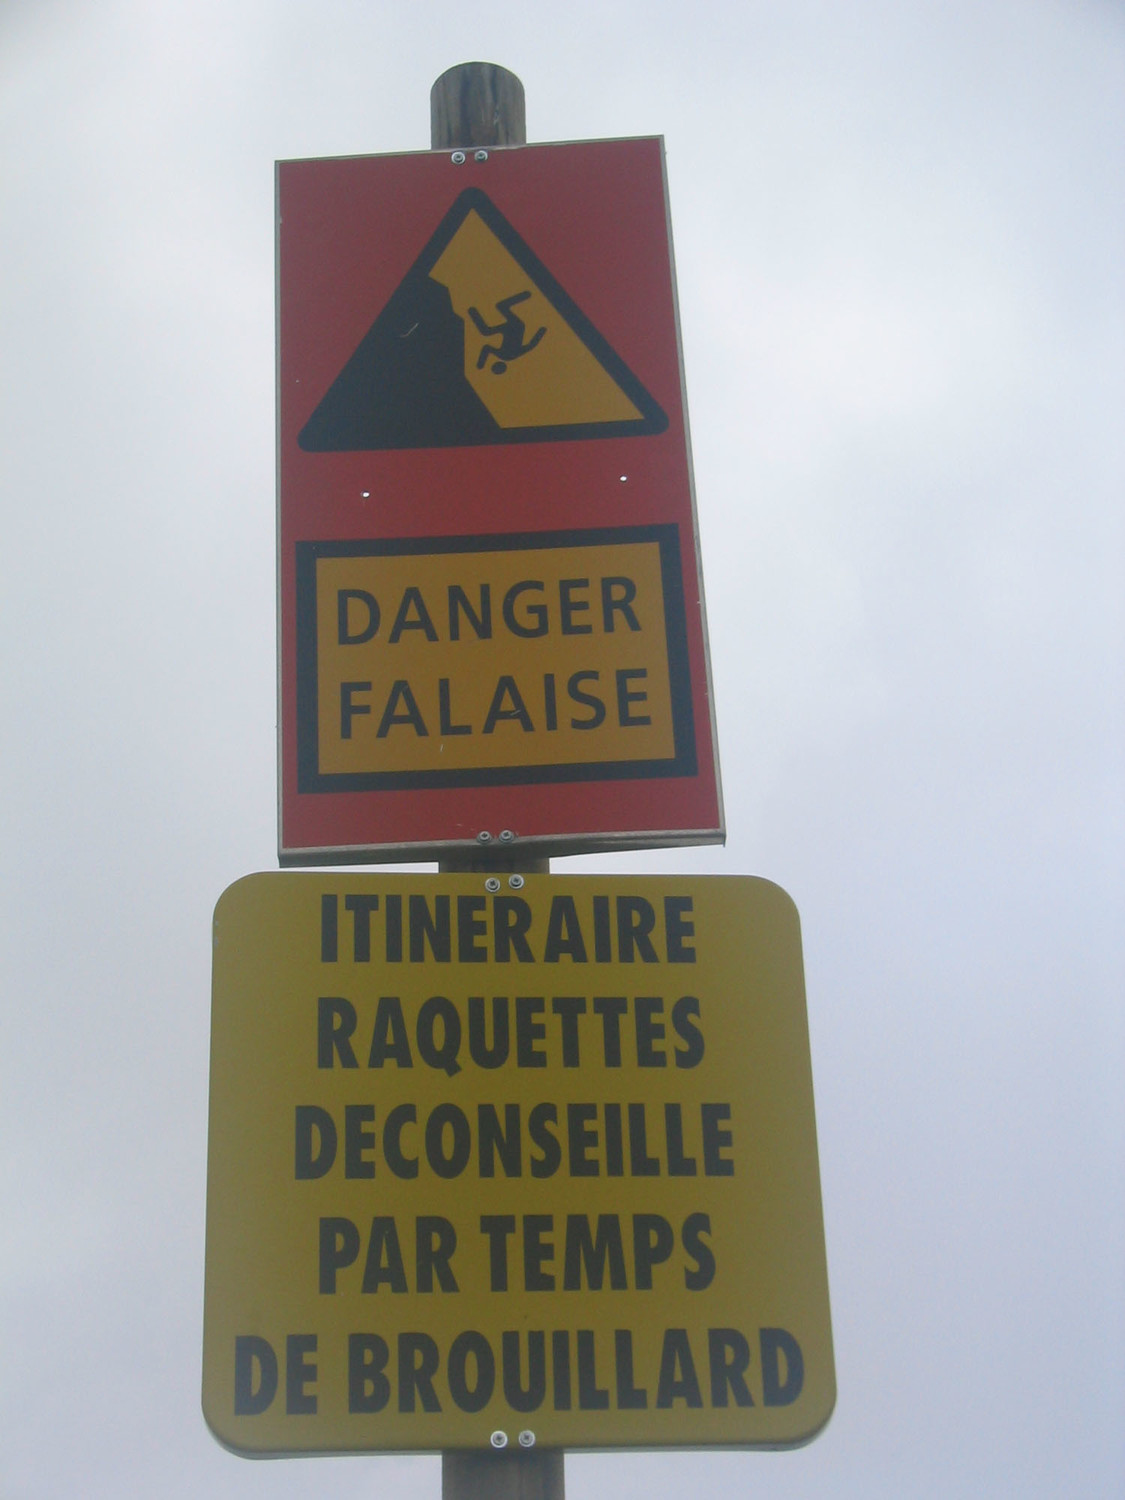 DANGER
FALAISE
ITINERAIRE
RAQUETTES
DECONSEILLE
PAR TEMPS
DE BROUILLARD